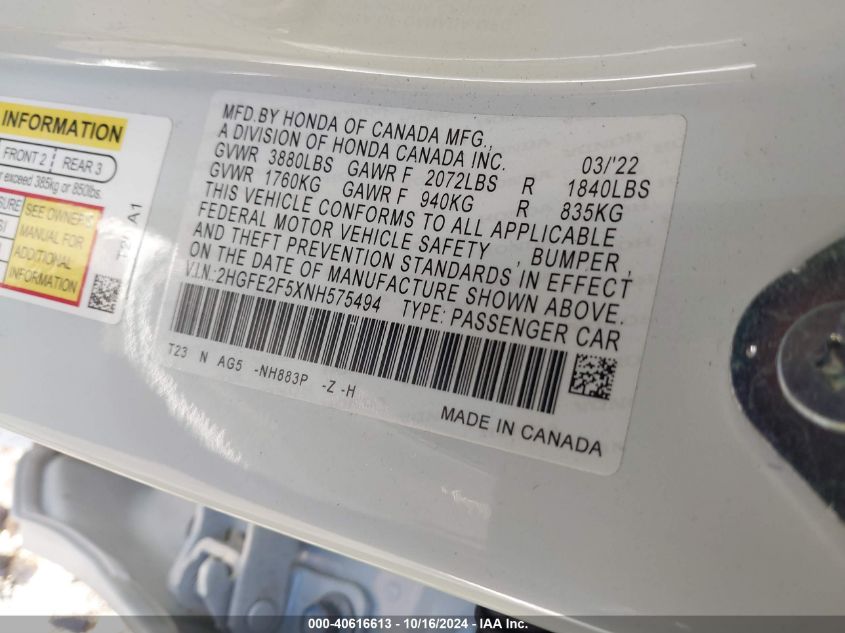 INFORMATION
FRONT 2 REAR 3
exceed 385kg or 850lbs.
SEE OWNER'S
MANUAL FOR
ADDITIONAL
INFORMATION
A1
MFD.BY HONDA OF CANADA MFG.,
A DIVISION OF HONDA CANADA INC. 03/'22
GVWR 3880LBS GAWR F 2072LBS R 1840LBS
GVWR 1760KG GAWR F 940KG R 835KG
THIS VEHICLE CONFORMS TO ALL APPLICABLE
FEDERAL MOTOR VEHICLE SAFETY , BUMPER ,
AND THEFT PREVENTION STANDARDS IN EFFECT
ON THE DATE OF MANUFACTURE SHOWN ABOVE.
V.I.N:2HGFE2F5XNH575494 TYPE: PASSENGER CAR
T23 N AG5 -NH883P -Z -H
MADE IN CANADA
000-40616613 - 10/16/2024 - IAA Inc.